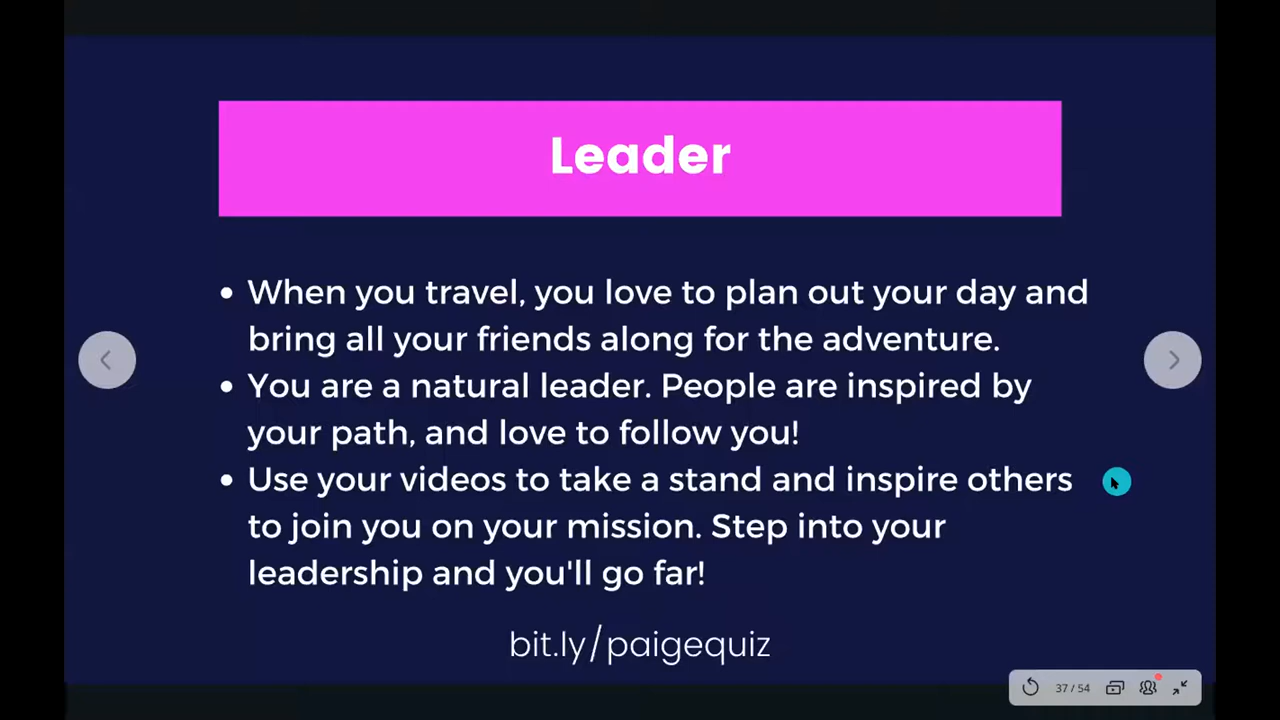 Leader
• When you travel, you love to plan out your day and
bring all your friends along for the adventure.
• You are a natural leader. People are inspired by
your path, and love to follow you!
• Use your videos to take a stand and inspire others
to join you on your mission. Step into your
leadership and you'll go far!
bit.ly/paigequiz
37 / 54